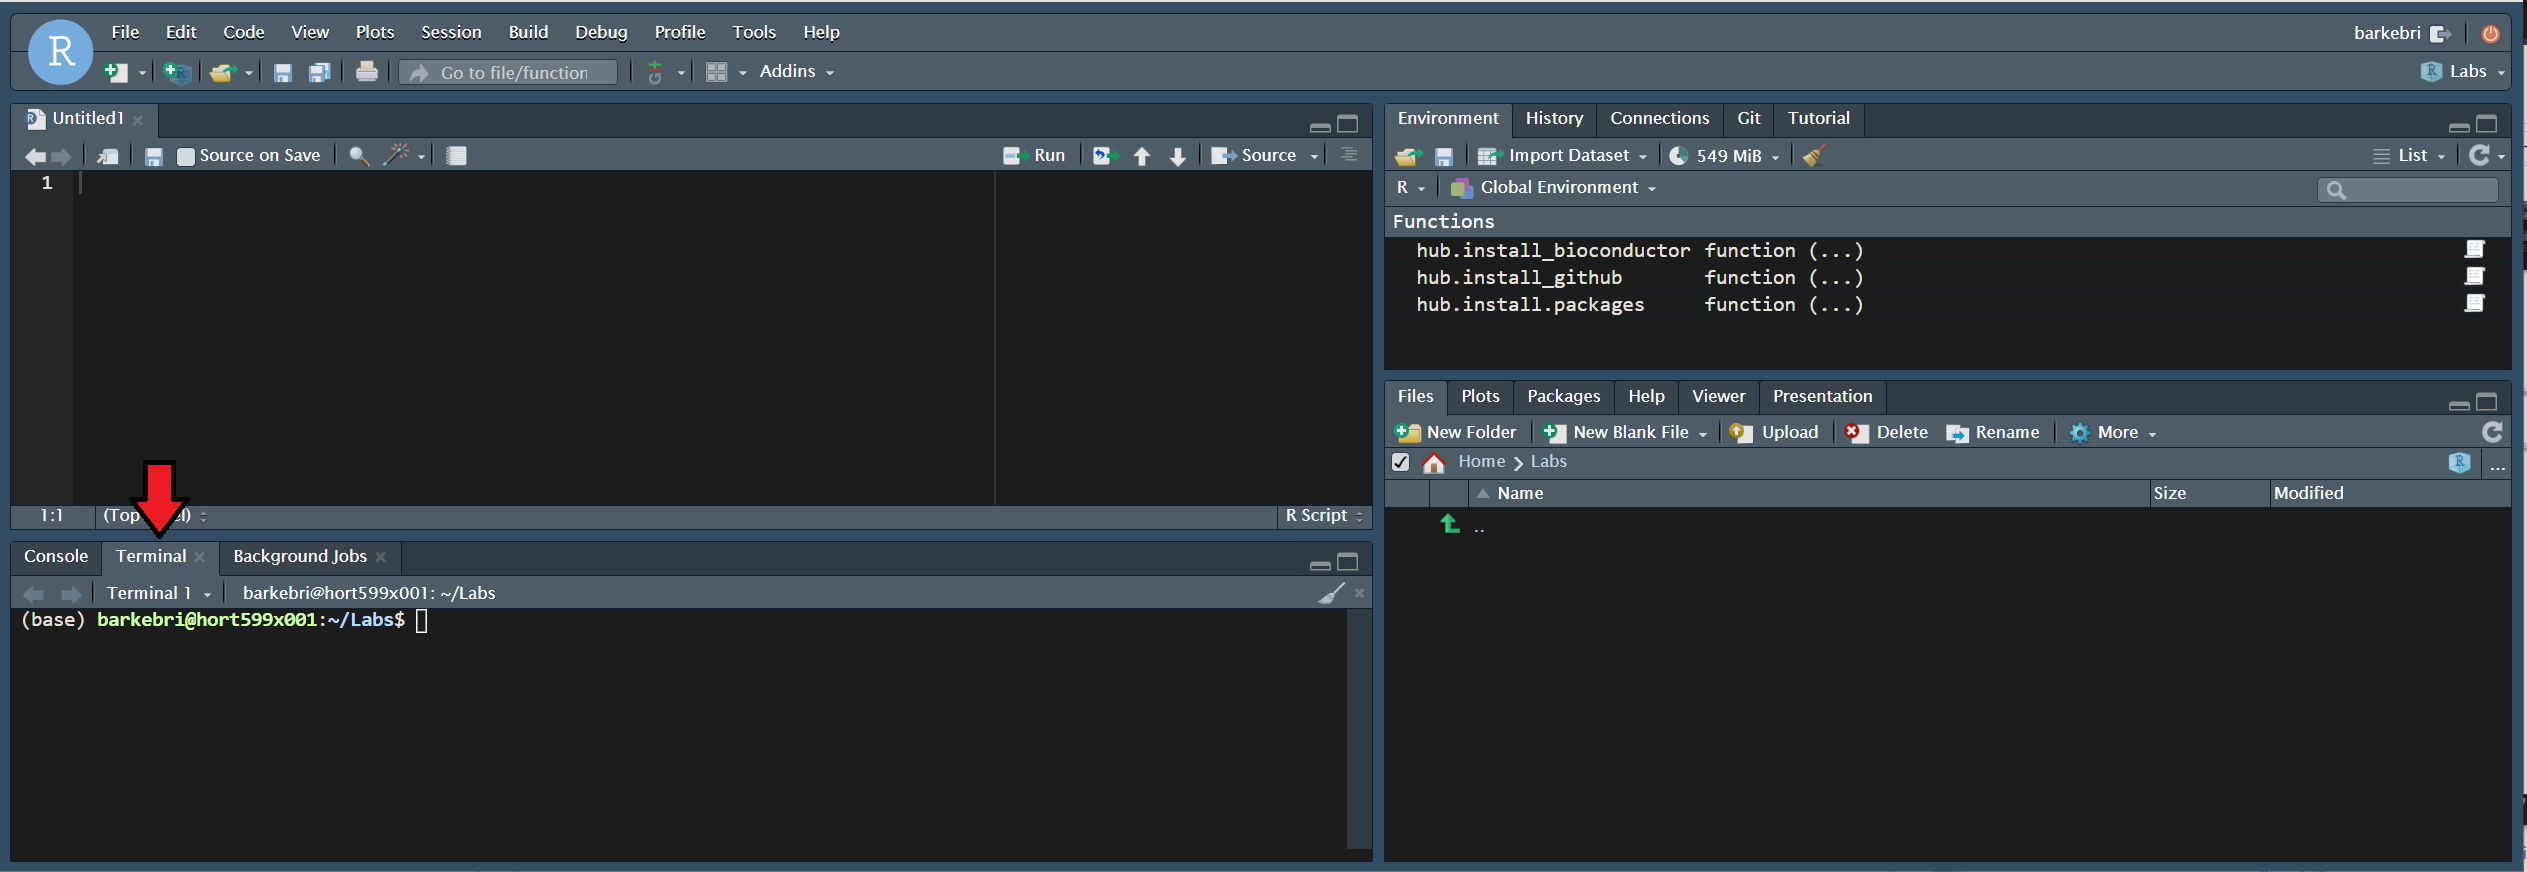 R File Edit Code View Plots Session Build Debug Profile Tools Help barkebri
Go to file/function Addins Labs
Untitled1
Source on Save Run Source
1
1:1 R Script
Console Terminal Background Jobs
Terminal 1 barkebri@hort599x001: ~/Labs
(base) barkebri@hort599x001:~/Labs$
Environment History Connections Git Tutorial
Import Dataset 549 MiB List
R Global Environment
Functions
hub.install_bioconductor function (...)
hub.install_github function (...)
hub.install.packages function (...)
Files Plots Packages Help Viewer Presentation
New Folder New Blank File Upload Delete Rename More
Home Labs ...
Name Size Modified
..